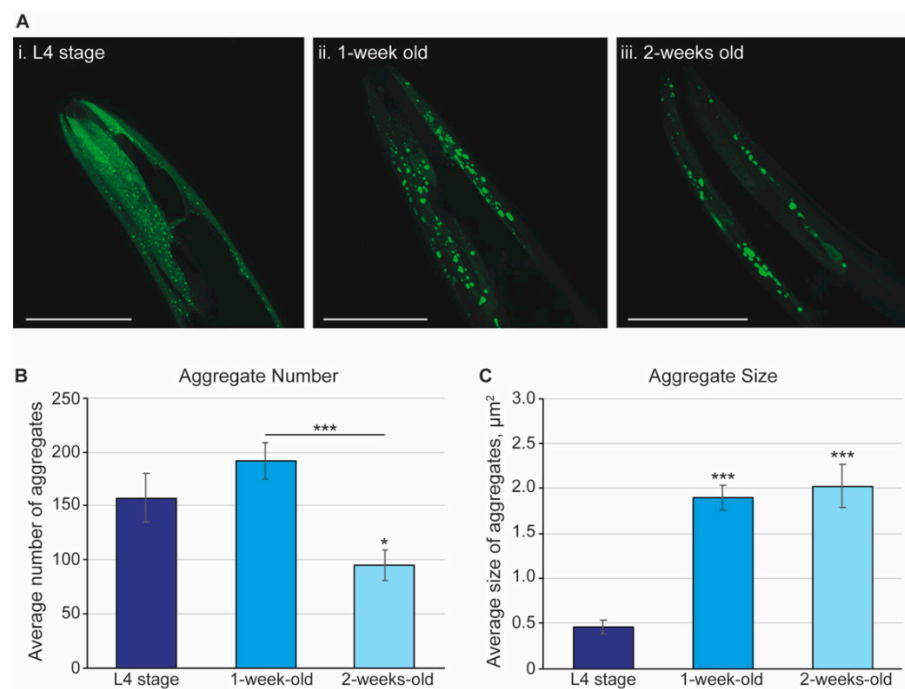 A
i. L4 stage
ii. 1-week old
iii. 2-weeks old
B
Aggregate Number
Average number of aggregates
250
200
150
100
50
0
***
*
L4 stage
1-week-old
2-weeks-old
C
Aggregate Size
Average size of aggregates, µm²
3.0
2.5
2.0
1.5
1.0
0.5
0
***
***
L4 stage
1-week-old
2-weeks-old